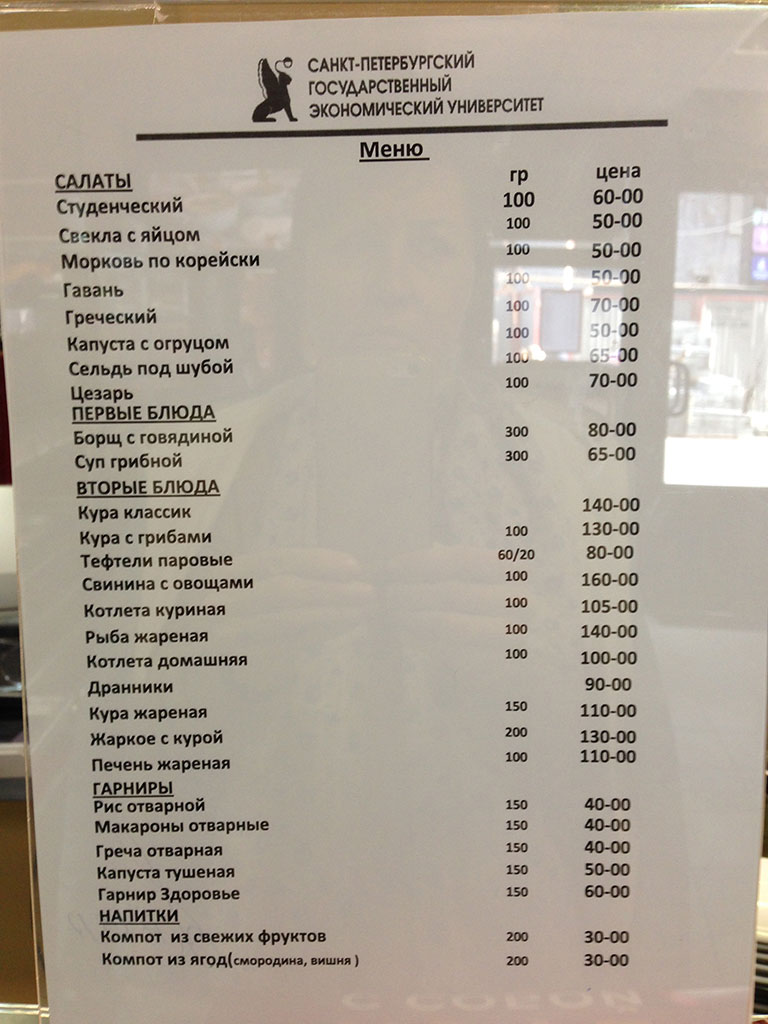 САНКТ-ПЕТЕРБУРГСКИЙ
ГОСУДАРСТВЕННЫЙ
ЭКОНОМИЧЕСКИЙ УНИВЕРСИТЕТ
Меню
САЛАТЫ гр цена
Студенческий 100 60-00
Свекла с яйцом 100 50-00
Морковь по корейски 100 50-00
Гавань 100 50-00
Греческий 100 70-00
Капуста с огруцом 100 50-00
Сельдь под шубой 100 65-00
Цезарь 100 70-00
ПЕРВЫЕ БЛЮДА
Борщ с говядиной 300 80-00
Суп грибной 300 65-00
ВТОРЫЕ БЛЮДА
Кура классик 140-00
Кура с грибами 100 130-00
Тефтели паровые 60/20 80-00
Свинина с овощами 100 160-00
Котлета куриная 100 105-00
Рыба жареная 100 140-00
Котлета домашняя 100 100-00
Дранники 90-00
Кура жареная 150 110-00
Жаркое с курой 200 130-00
Печень жареная 100 110-00
ГАРНИРЫ
Рис отварной 150 40-00
Макароны отварные 150 40-00
Греча отварная 150 40-00
Капуста тушеная 150 50-00
Гарнир Здоровье 150 60-00
НАПИТКИ
Компот из свежих фруктов 200 30-00
Компот из ягод(смородина, вишня ) 200 30-00